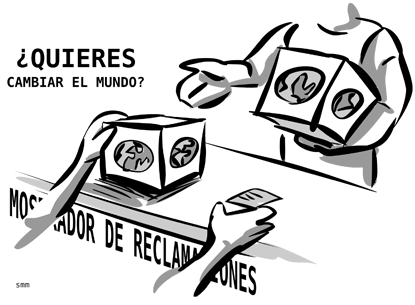 ¿QUIERES
CAMBIAR EL MUNDO?
MOSTRADOR DE RECLAMACIONES
smm